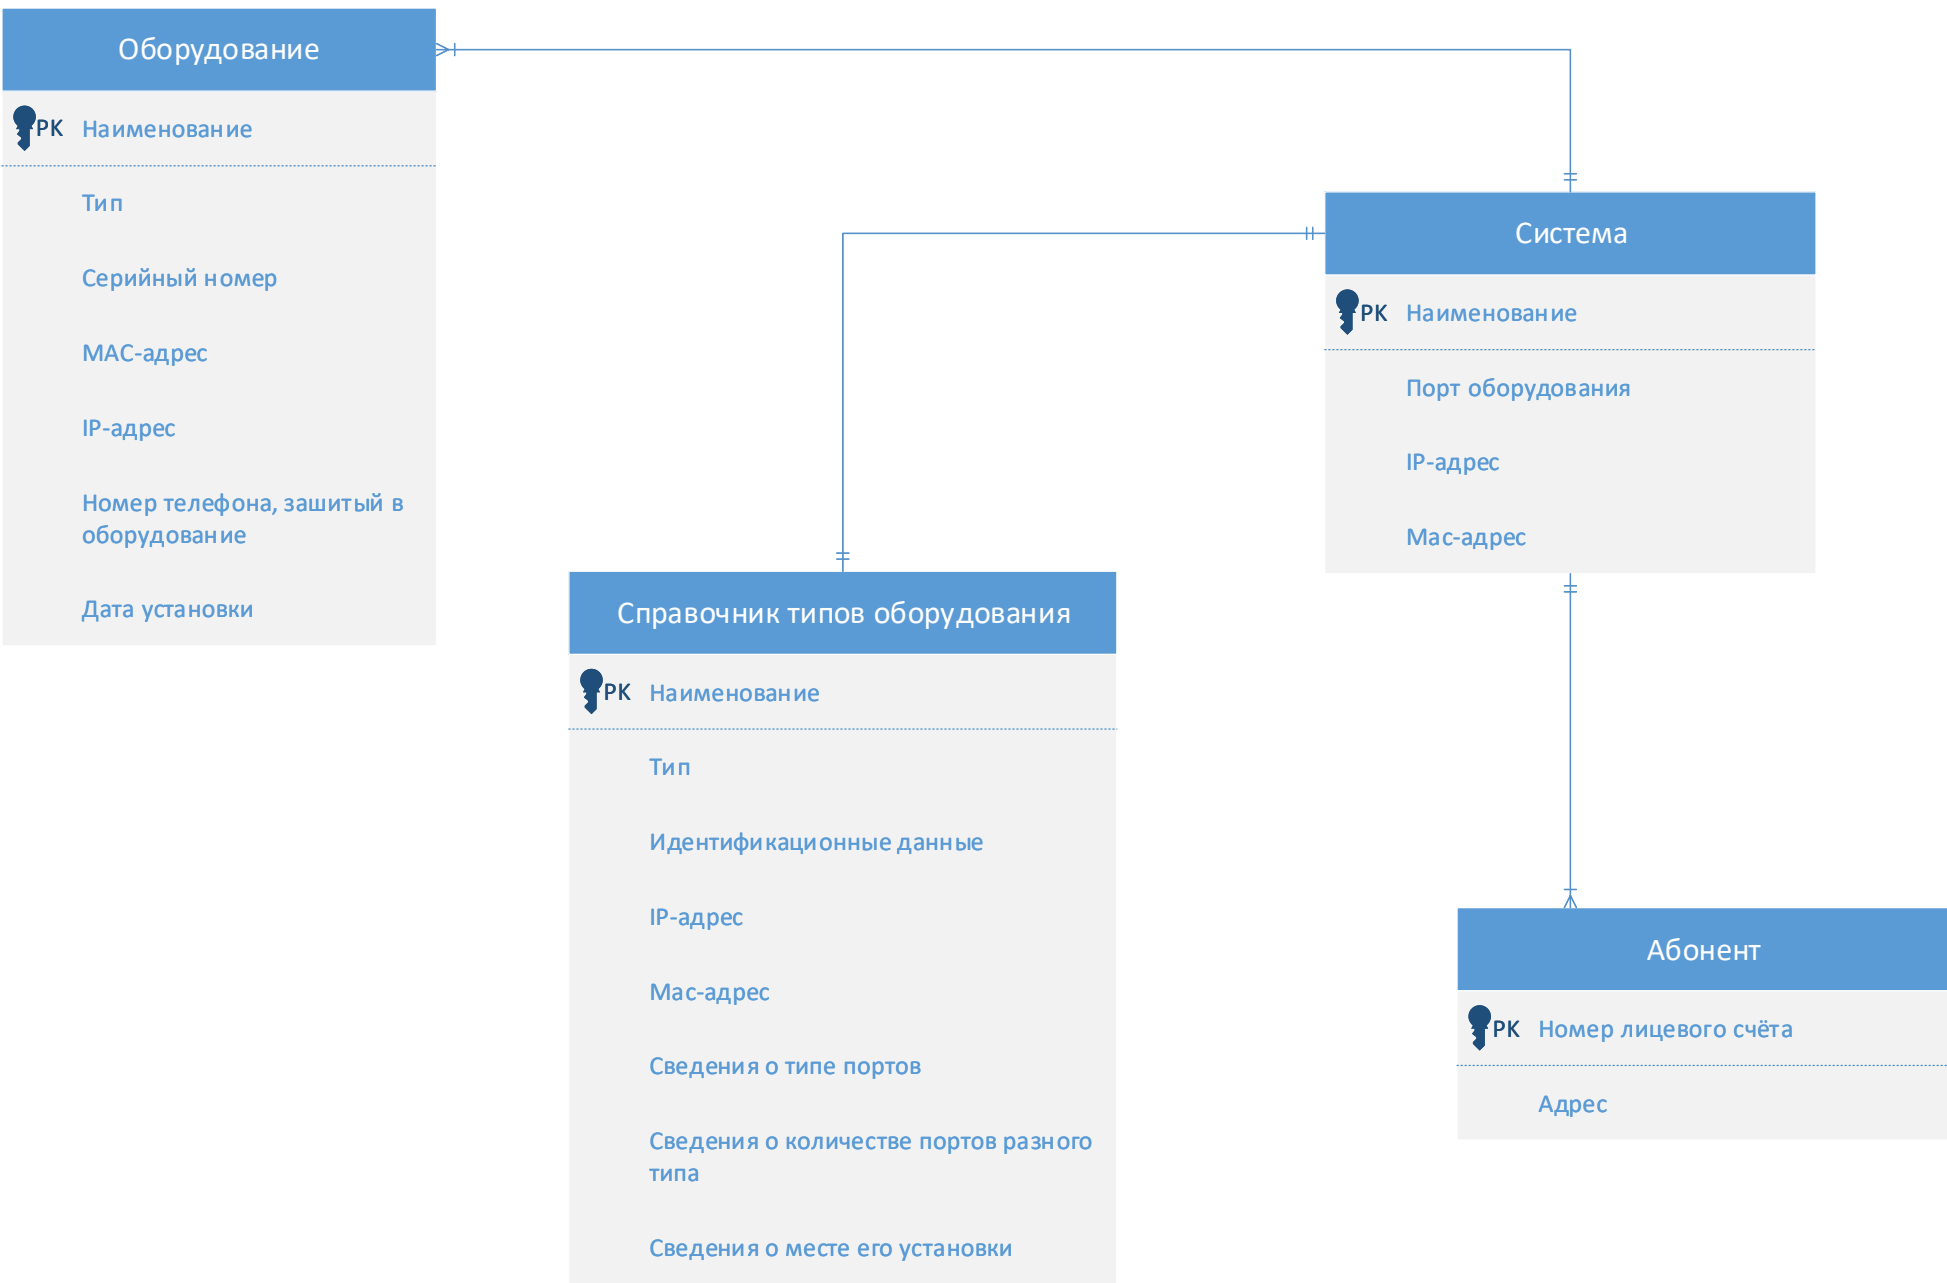 Оборудование
PK Наименование
Тип
Серийный номер
MAC-адрес
IP-адрес
Номер телефона, зашитый в
оборудование
Дата установки
Система
PK Наименование
Порт оборудования
IP-адрес
Мас-адрес
Справочник типов оборудования
PK Наименование
Тип
Идентификационные данные
IP-адрес
Мас-адрес
Сведения о типе портов
Сведения о количестве портов разного
типа
Сведения о месте его установки
Абонент
PK Номер лицевого счёта
Адрес